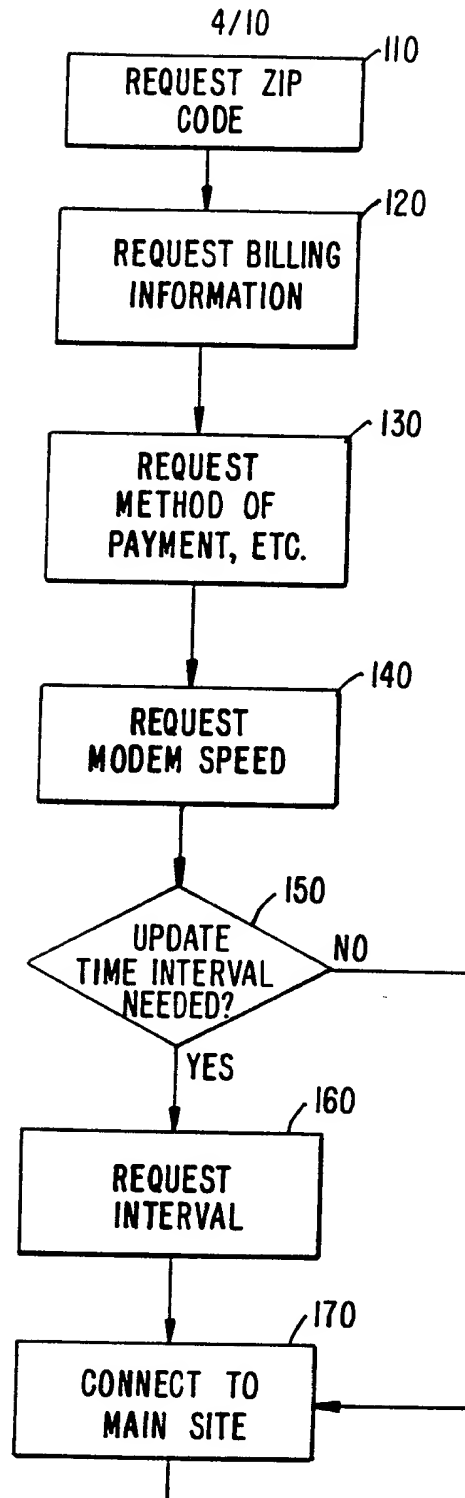 4/10
110
REQUEST ZIP
CODE
120
REQUEST BILLING
INFORMATION
130
REQUEST
METHOD OF
PAYMENT, ETC.
140
REQUEST
MODEM SPEED
150
UPDATE
TIME INTERVAL
NEEDED?
NO
YES
160
REQUEST
INTERVAL
170
CONNECT TO
MAIN SITE